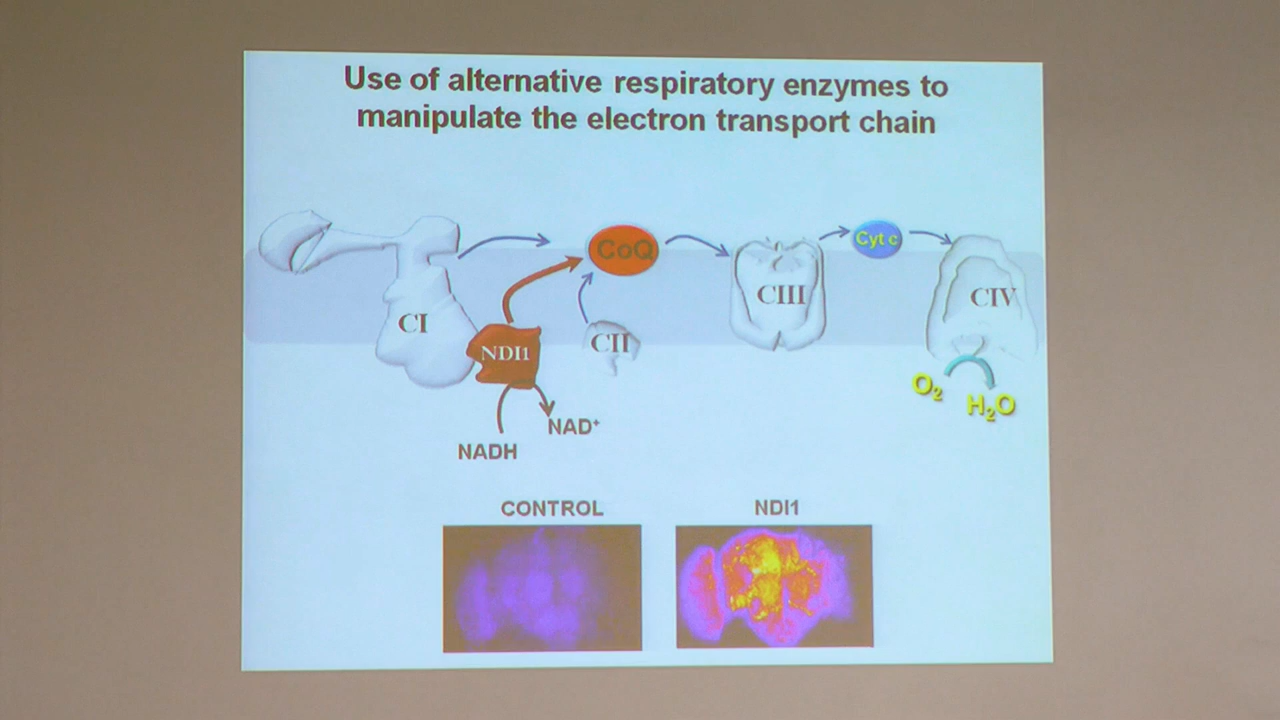 Use of alternative respiratory enzymes to
manipulate the electron transport chain
CoQ
Cyt c
CIII
CIV
CI
NDI1
CII
O₂
H₂O
NAD⁺
NADH
CONTROL
NDI1